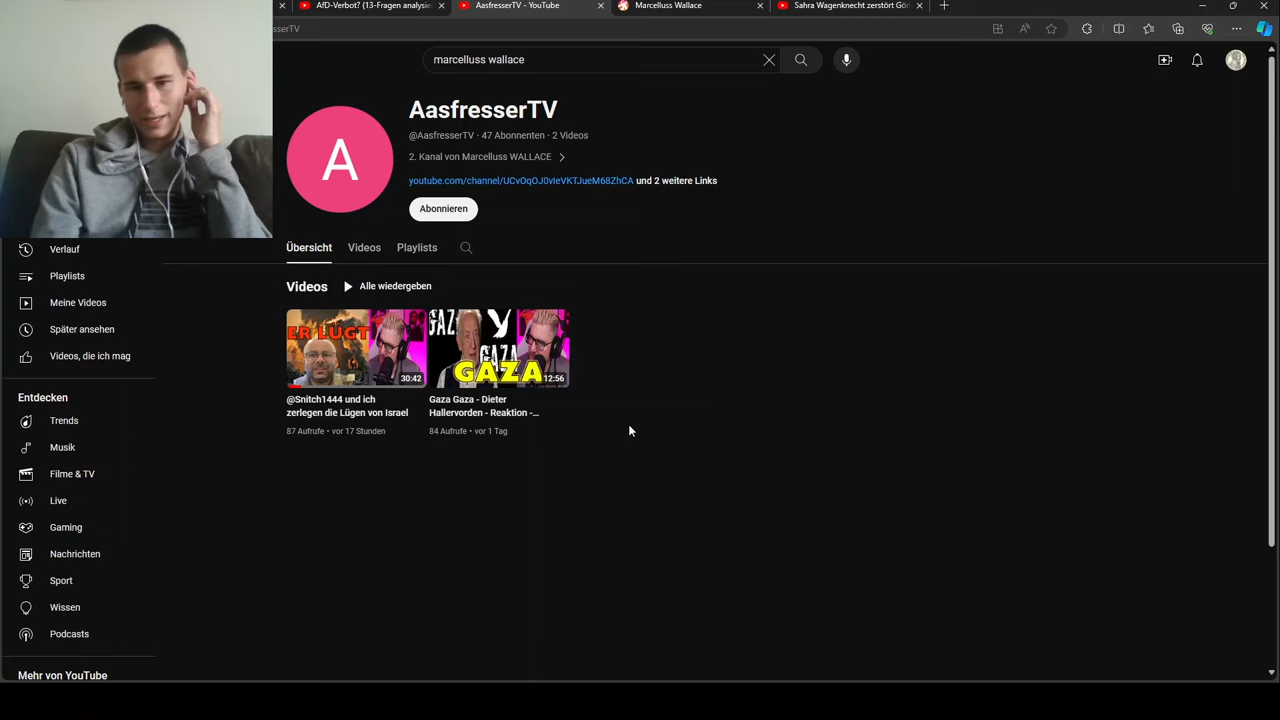 AfD-Verbot? (13-Fragen analysie
AasfresserTV - YouTube
Marcelluss Wallace
Sahra Wagenknecht zerstört Gör
sserTV
marcelluss wallace
A
AasfresserTV
@AasfresserTV · 47 Abonnenten · 2 Videos
2. Kanal von Marcelluss WALLACE
youtube.com/channel/UCvOqOJ0vIeVKTJueM68ZhCA und 2 weitere Links
Abonnieren
Übersicht Videos Playlists
Videos Alle wiedergeben
ER LÜGT
30:42
GAZA
GAZA
12:56
@Snitch1444 und ich
zerlegen die Lügen von Israel
87 Aufrufe • vor 17 Stunden
Gaza Gaza - Dieter
Hallervorden - Reaktion -...
84 Aufrufe • vor 1 Tag
Verlauf
Playlists
Meine Videos
Später ansehen
Videos, die ich mag
Entdecken
Trends
Musik
Filme & TV
Live
Gaming
Nachrichten
Sport
Wissen
Podcasts
Mehr von YouTube